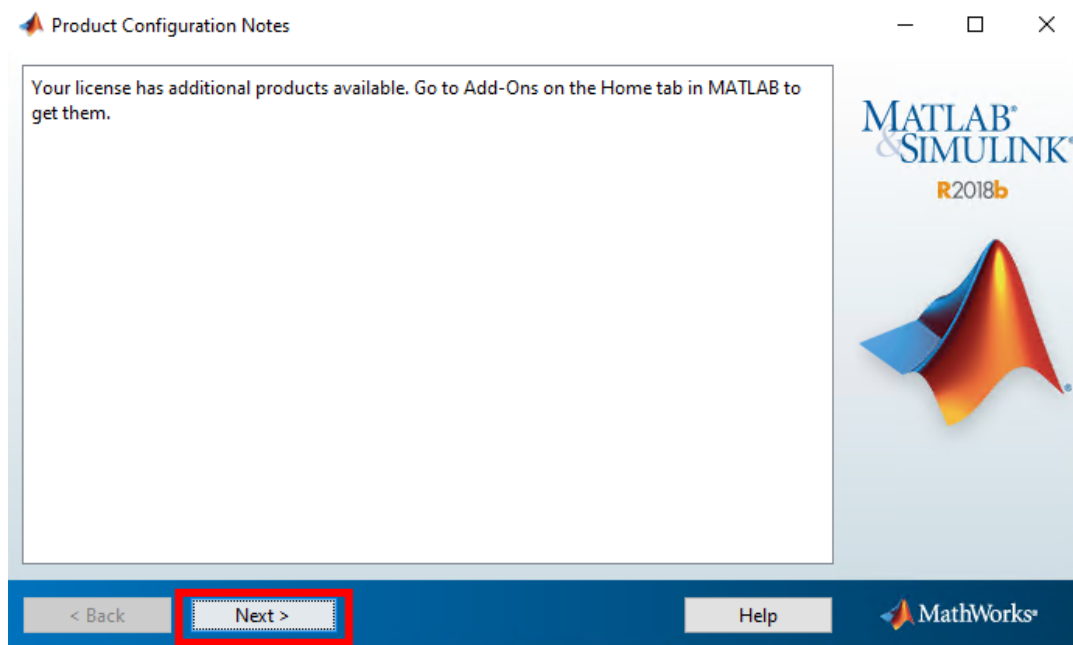 Product Configuration Notes
Your license has additional products available. Go to Add-Ons on the Home tab in MATLAB to
get them.
MATLAB®
&SIMULINK®
R2018b
®
< Back
Next >
Help
MathWorks®